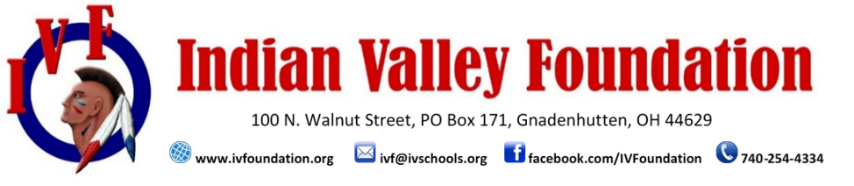 IVF
Indian Valley Foundation
100 N. Walnut Street, PO Box 171, Gnadenhutten, OH 44629
www.ivfoundation.org ivf@ivschools.org facebook.com/IVFoundation 740-254-4334